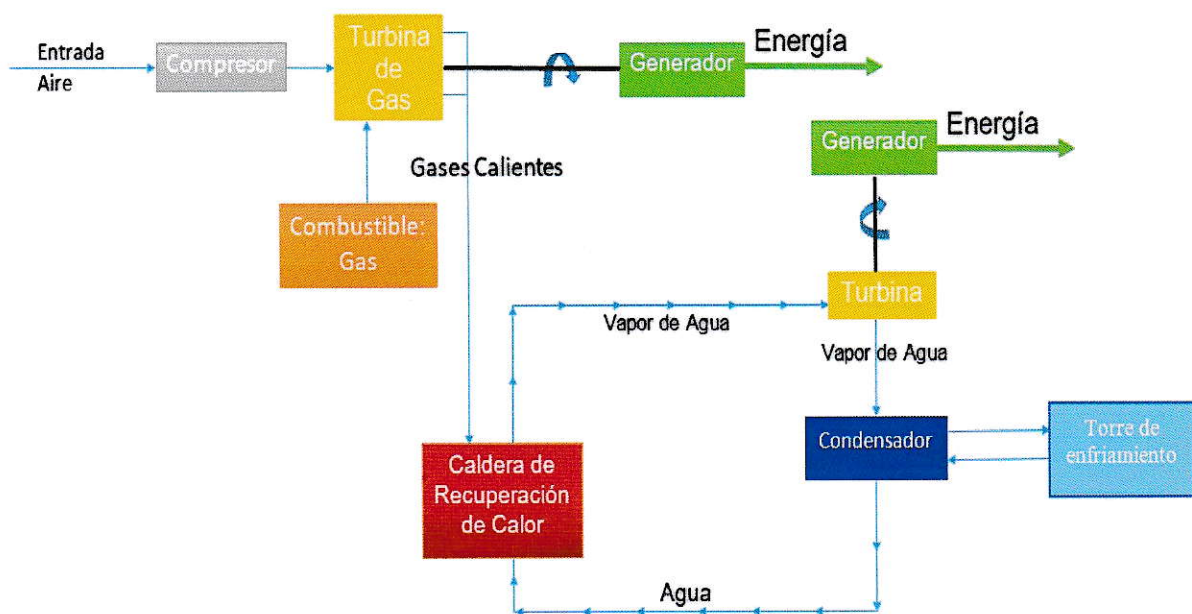 Entrada
Aire
Compresor
Turbina
de
Gas
Generador
Energía
Generador
Energía
Gases Calientes
Combustible:
Gas
Turbina
Vapor de Agua
Vapor de Agua
Condensador
Torre de
enfriamiento
Caldera de
Recuperación
de Calor
Agua